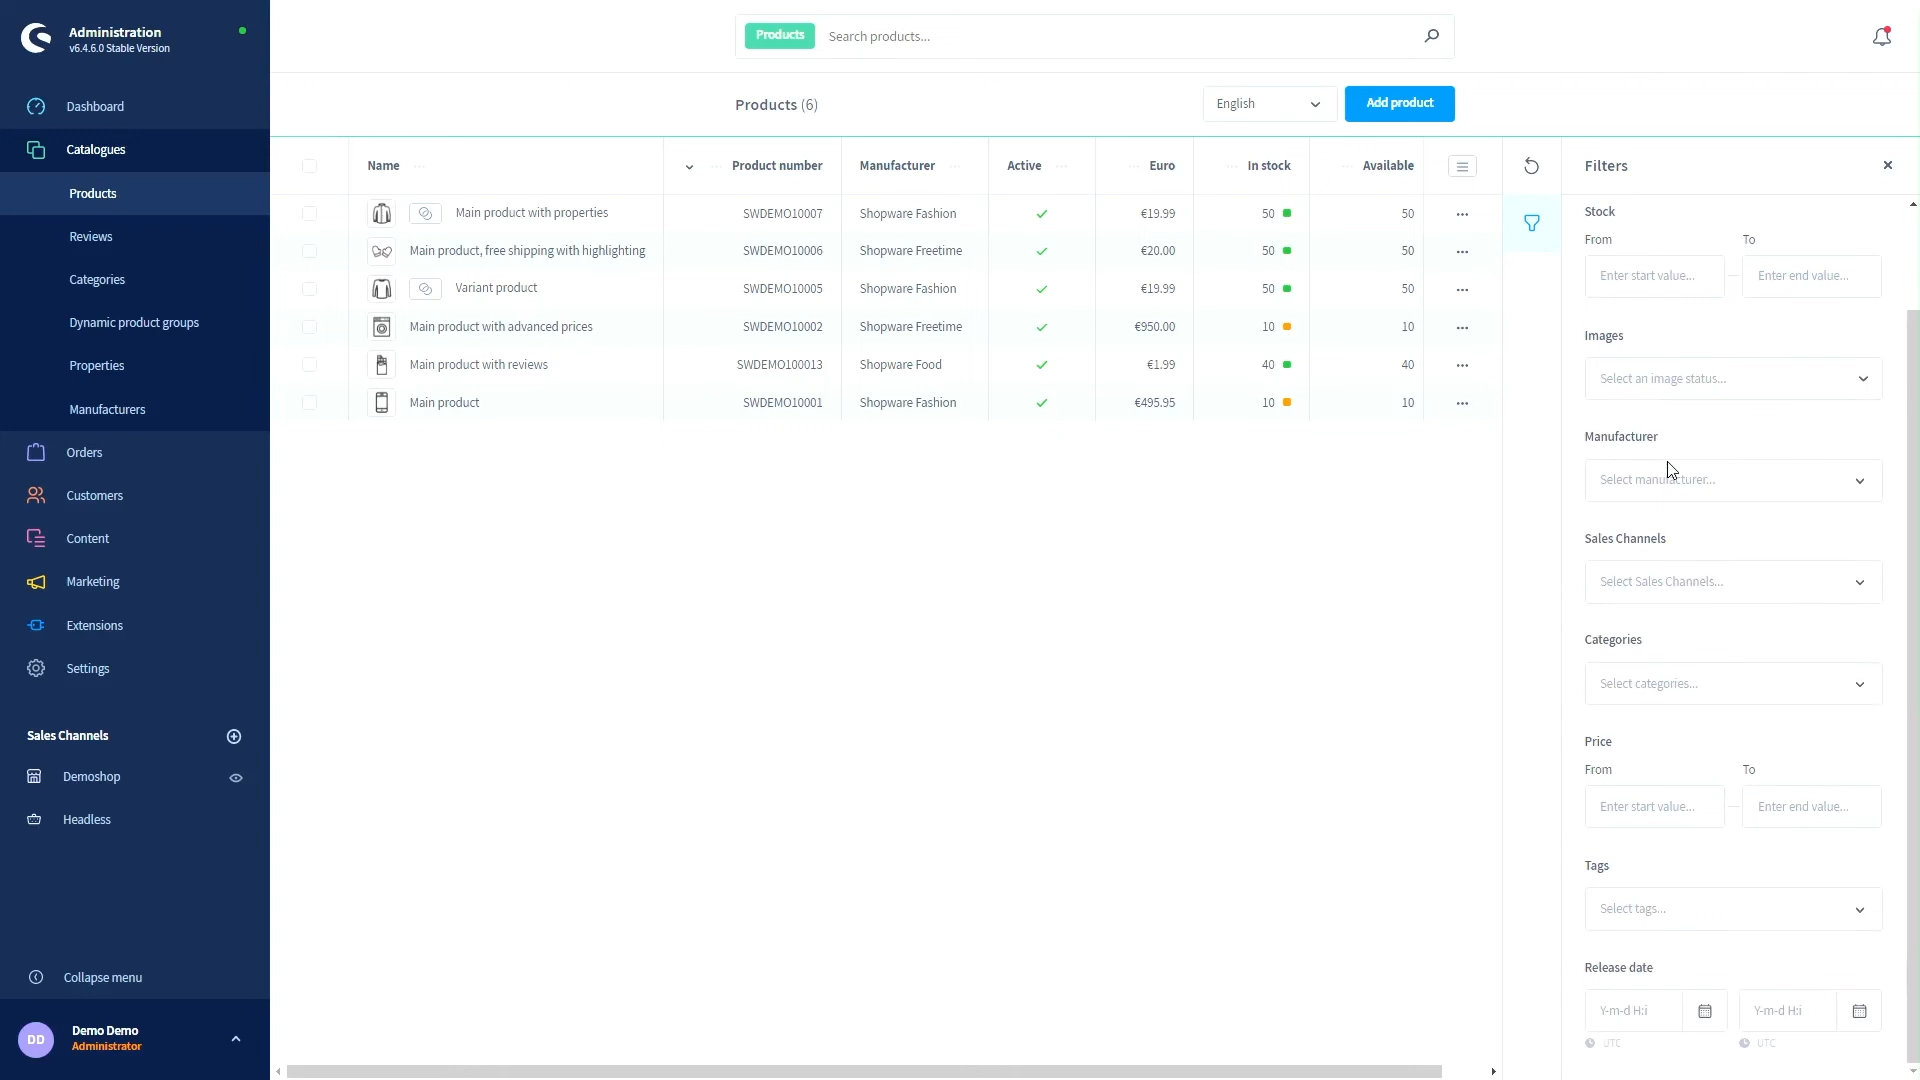 Administration
v6.4.6.0 Stable Version
Dashboard
Catalogues
Products
Reviews
Categories
Dynamic product groups
Properties
Manufacturers
Orders
Customers
Content
Marketing
Extensions
Settings
Sales Channels
Demoshop
Headless
Collapse menu
DD
Demo Demo
Administrator
Products Search products...
Products (6)
English
Add product
Name Product number Manufacturer Active Euro In stock Available
Main product with properties SWDEMO10007 Shopware Fashion €19.99 50 50
Main product, free shipping with highlighting SWDEMO10006 Shopware Freetime €20.00 50 50
Variant product SWDEMO10005 Shopware Fashion €19.99 50 50
Main product with advanced prices SWDEMO10002 Shopware Freetime €950.00 10 10
Main product with reviews SWDEMO100013 Shopware Food €1.99 40 40
Main product SWDEMO10001 Shopware Fashion €495.95 10 10
Filters
Stock
From To
Enter start value... Enter end value...
Images
Select an image status...
Manufacturer
Select manufacturer...
Sales Channels
Select Sales Channels...
Categories
Select categories...
Price
From To
Enter start value... Enter end value...
Tags
Select tags...
Release date
Y-m-d H:i Y-m-d H:i
UTC UTC